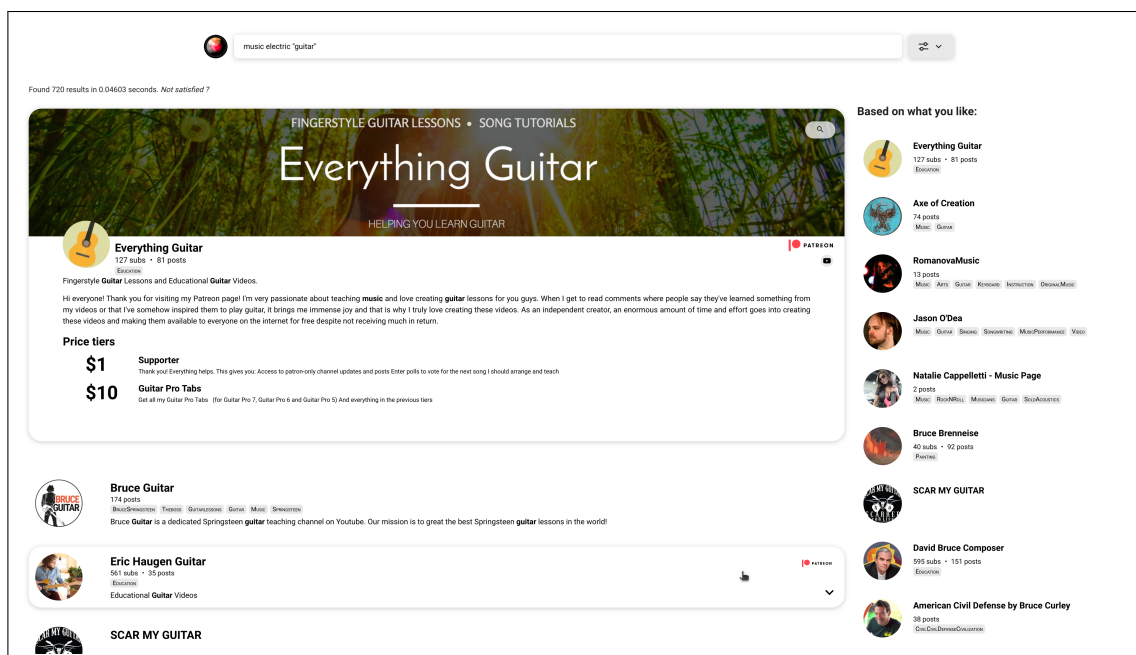 music electric "guitar"
Found 720 results in 0.04603 seconds. Not satisfied ?
FINGERSTYLE GUITAR LESSONS • SONG TUTORIALS
Everything Guitar
HELPING YOU LEARN GUITAR
Everything Guitar
127 subs • 81 posts
Education
PATREON
Fingerstyle Guitar Lessons and Educational Guitar Videos.
Hi everyone! Thank you for visiting my Patreon page! I'm very passionate about teaching music and love creating guitar lessons for you guys. When I get to read comments where people say they've learned something from
my videos or that I've somehow inspired them to play guitar, it brings me immense joy and that is why I truly love creating these videos. As an independent creator, an enormous amount of time and effort goes into creating
these videos and making them available to everyone on the internet for free despite not receiving much in return.
Price tiers
$1 Supporter
Thank you! Everything helps. This gives you: Access to patron-only channel updates and posts Enter polls to vote for the next song I should arrange and teach
$10 Guitar Pro Tabs
Get all my Guitar Pro Tabs (for Guitar Pro 7, Guitar Pro 6 and Guitar Pro 5) And everything in the previous tiers
BRUCE
GUITAR
Bruce Guitar
174 posts
BruceSpringsteen Theboss Guitarlessons Guitar Music Springsteen
Bruce Guitar is a dedicated Springsteen guitar teaching channel on Youtube. Our mission is to great the best Springsteen guitar lessons in the world!
Eric Haugen Guitar
561 subs • 35 posts
Education
Educational Guitar Videos
PATREON
SCAR MY GUITAR
Based on what you like:
Everything Guitar
127 subs • 81 posts
Education
Axe of Creation
74 posts
Music Guitar
RomanovaMusic
13 posts
Music Arts Guitar Keyboard Instruction OriginalMusic
Jason O'Dea
Music Guitar Singing Songwriting MusicPerformance Video
Natalie Cappelletti - Music Page
2 posts
Music RockNRoll Musicians Guitar SoloAcoustics
Bruce Brenneise
40 subs • 92 posts
Painting
SCAR MY GUITAR
David Bruce Composer
595 subs • 151 posts
Education
American Civil Defense by Bruce Curley
38 posts
CivilCivilDefenseCivilization